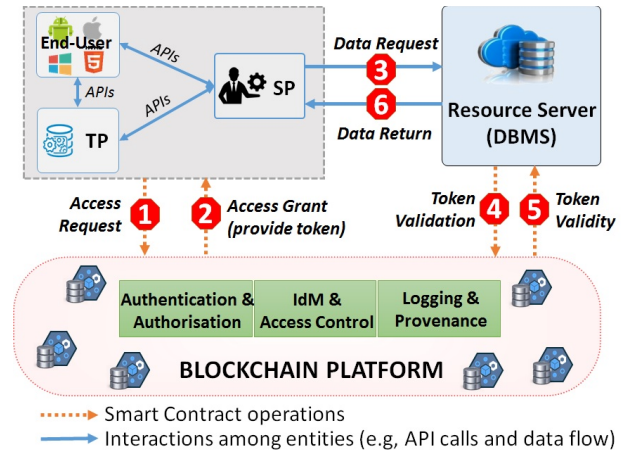 End-User
APIs
APIs
APIs
TP
SP
Data Request
3
6
Data Return
Resource Server
(DBMS)
Access
Request
1
2
Access Grant
(provide token)
Token
Validation
4
5
Token
Validity
Authentication &
Authorisation
IdM &
Access Control
Logging &
Provenance
BLOCKCHAIN PLATFORM
Smart Contract operations
Interactions among entities (e.g, API calls and data flow)